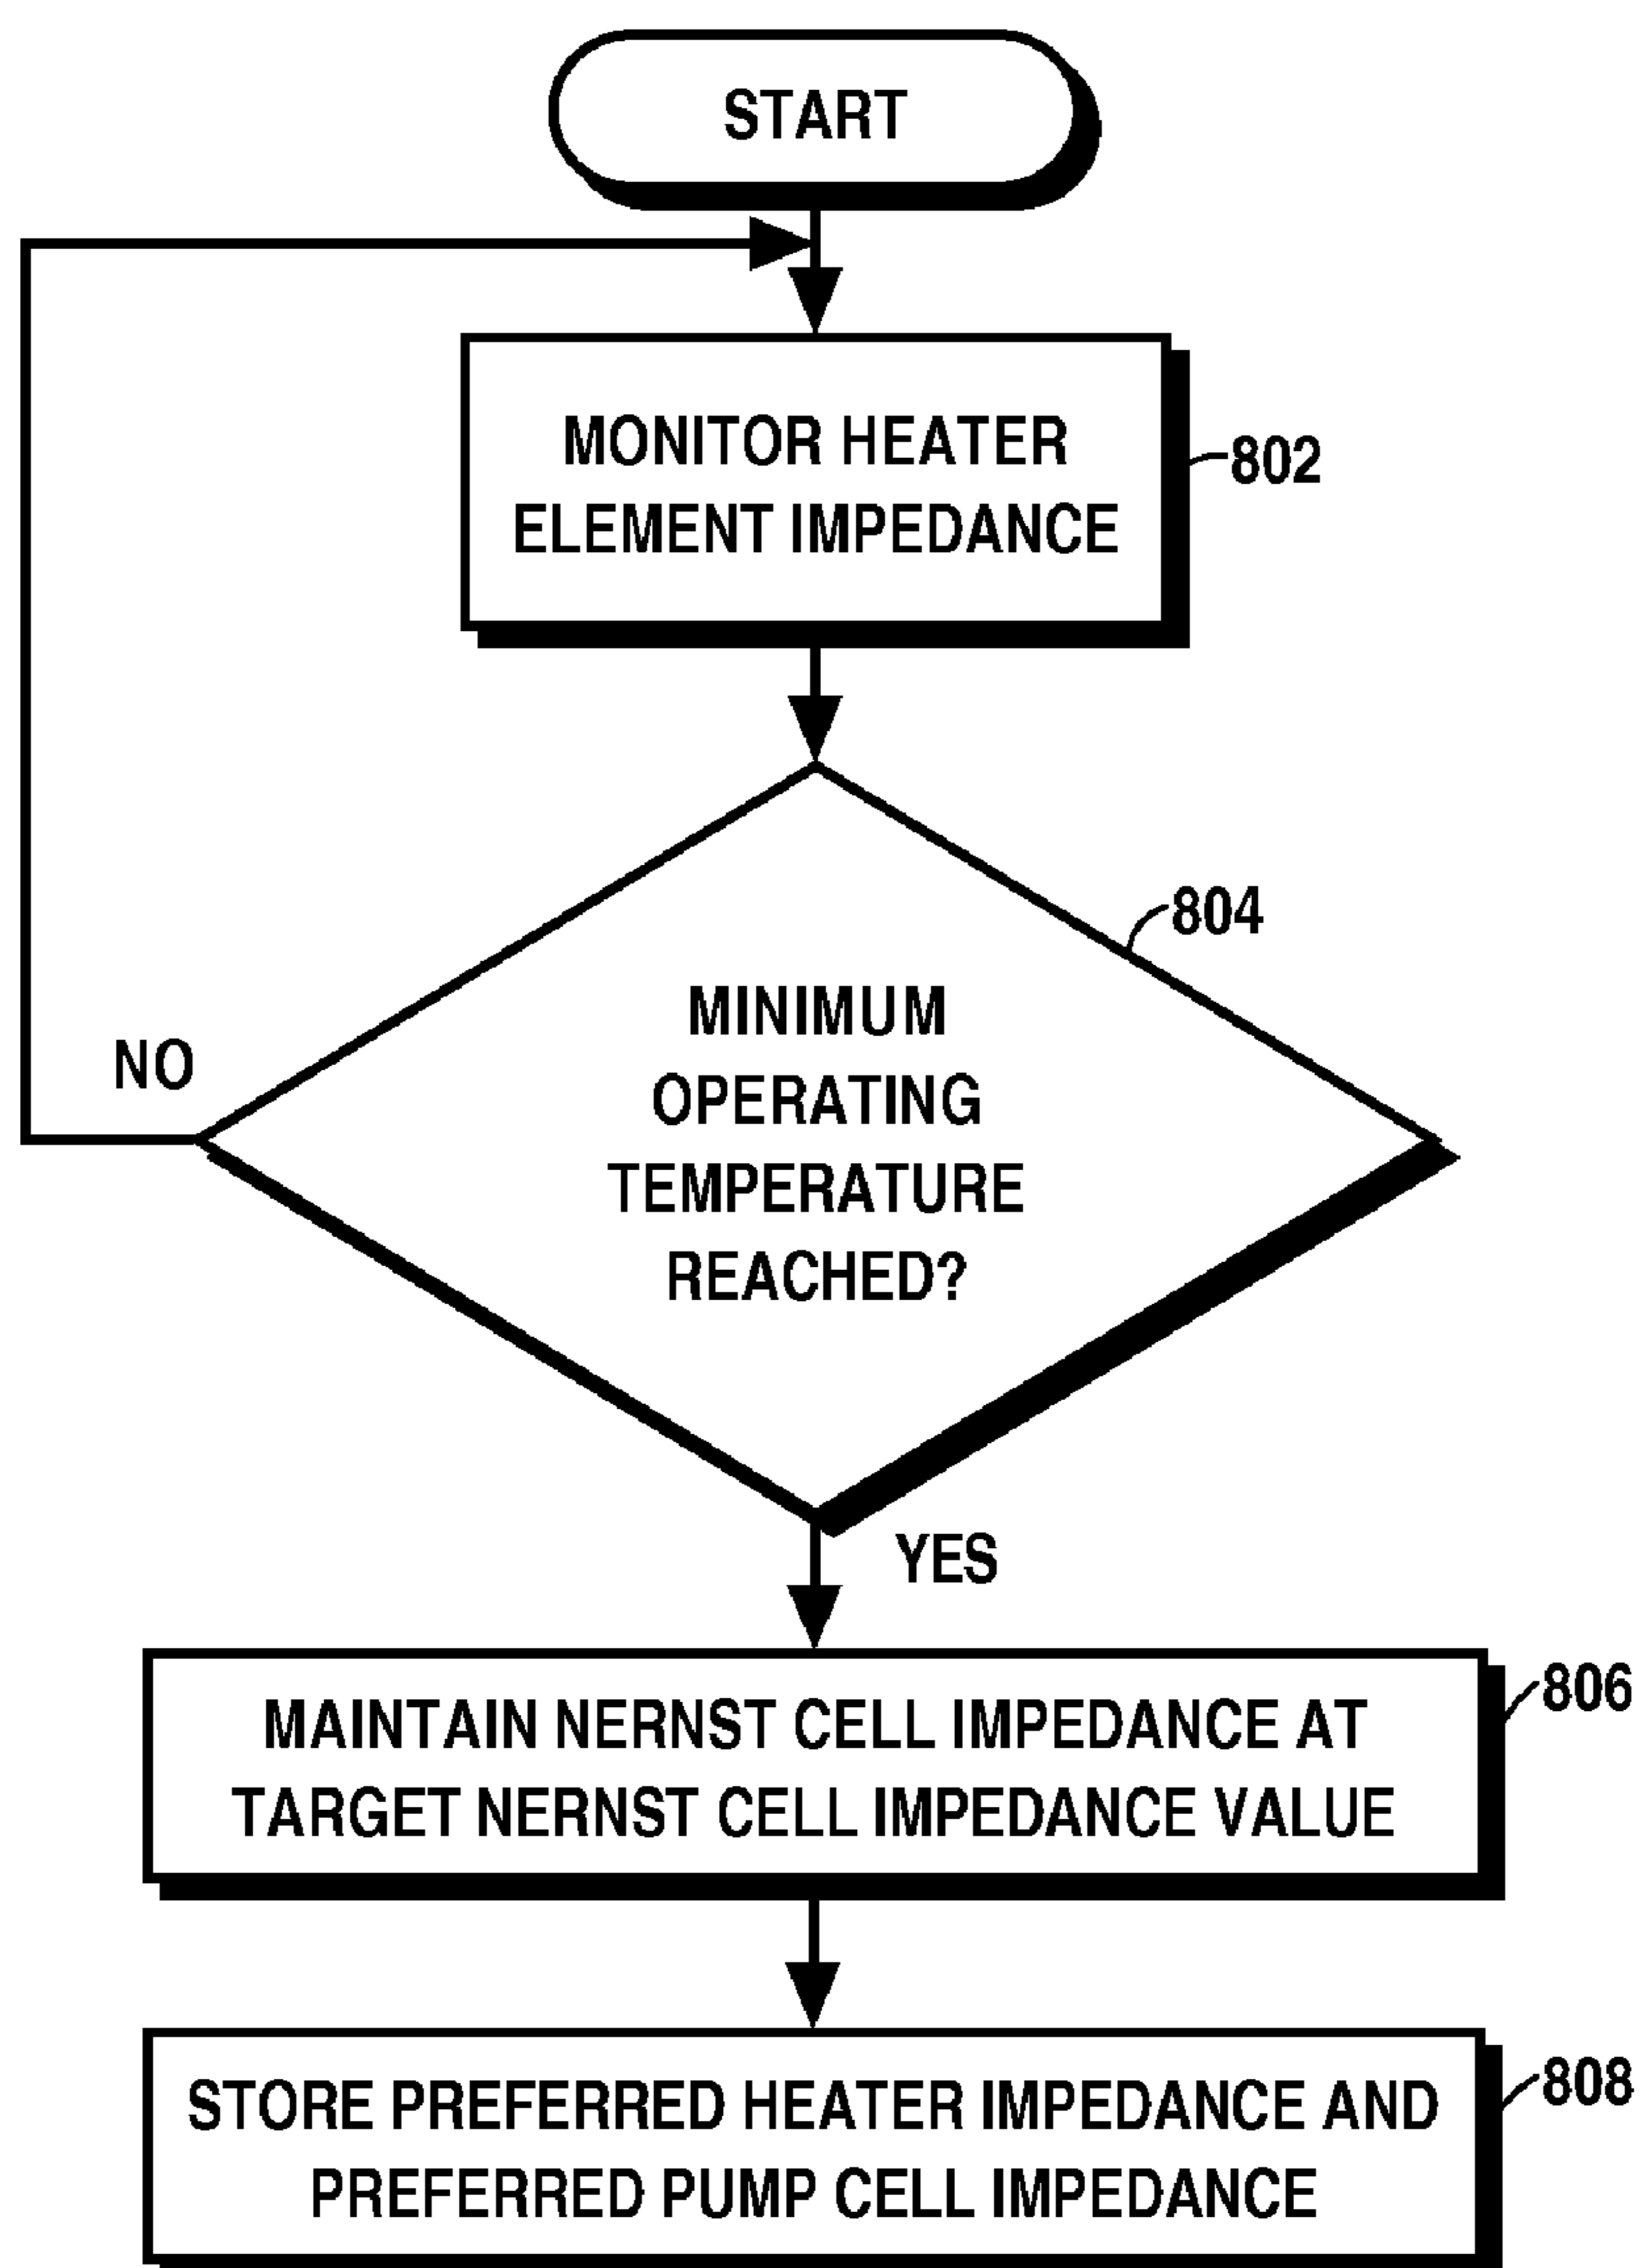 START
MONITOR HEATER
ELEMENT IMPEDANCE
802
804
MINIMUM
OPERATING
TEMPERATURE
REACHED?
NO
YES
MAINTAIN NERNST CELL IMPEDANCE AT
TARGET NERNST CELL IMPEDANCE VALUE
806
STORE PREFERRED HEATER IMPEDANCE AND
PREFERRED PUMP CELL IMPEDANCE
808